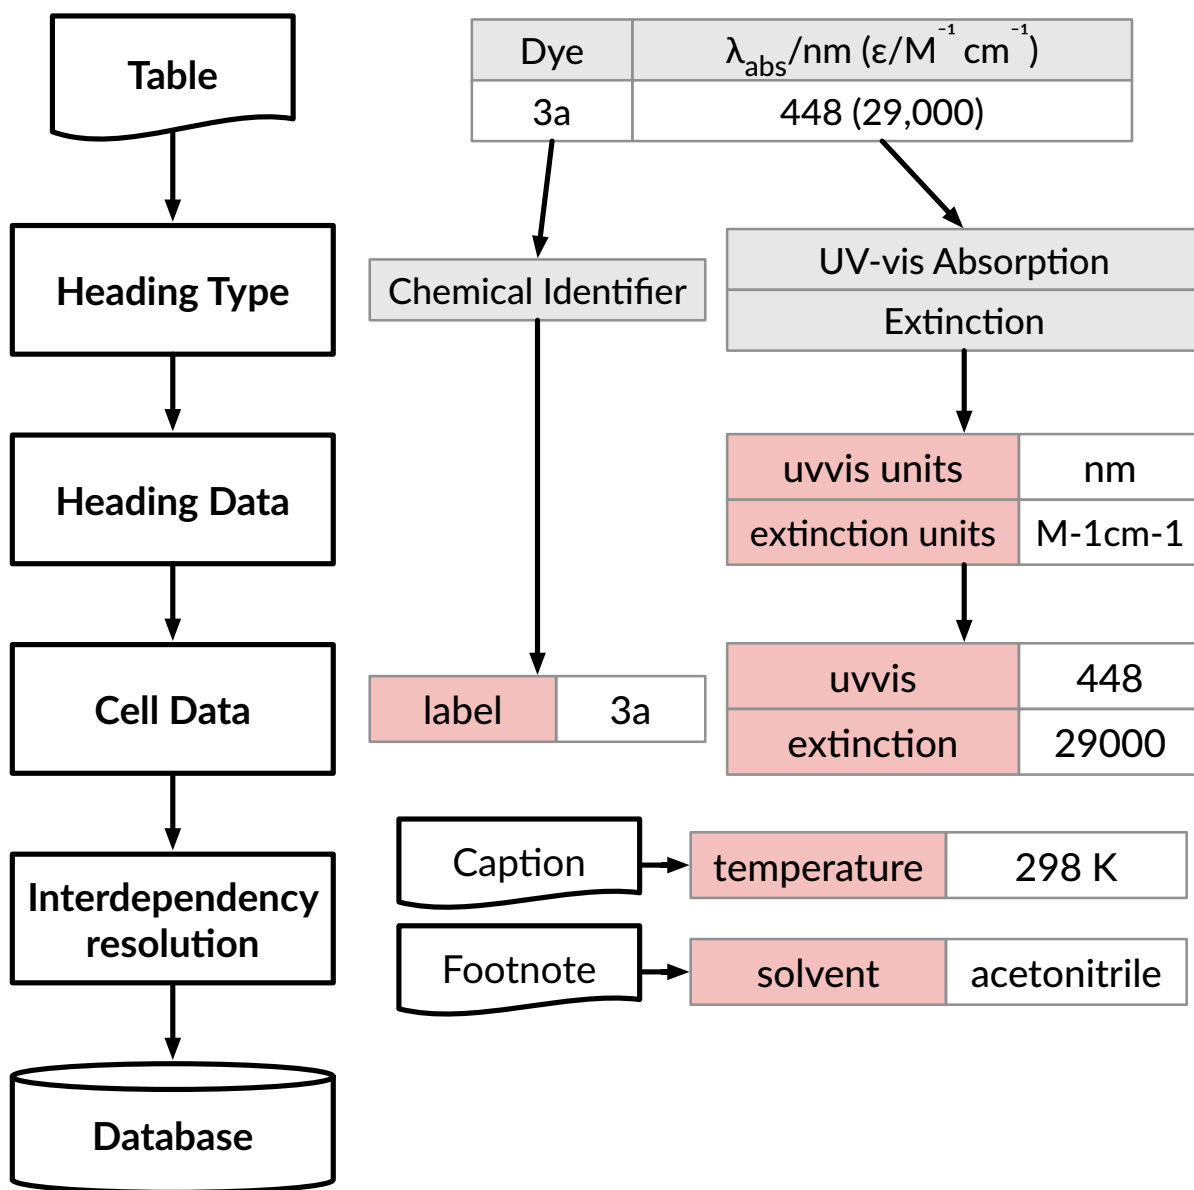 Table
Dye
λabs/nm (ε/M⁻¹ cm⁻¹)
3a
448 (29,000)
Heading Type
Chemical Identifier
UV-vis Absorption
Extinction
Heading Data
uvvis units
nm
extinction units
M-1cm-1
Cell Data
label
3a
uvvis
448
extinction
29000
Interdependency
resolution
Caption
temperature
298 K
Footnote
solvent
acetonitrile
Database